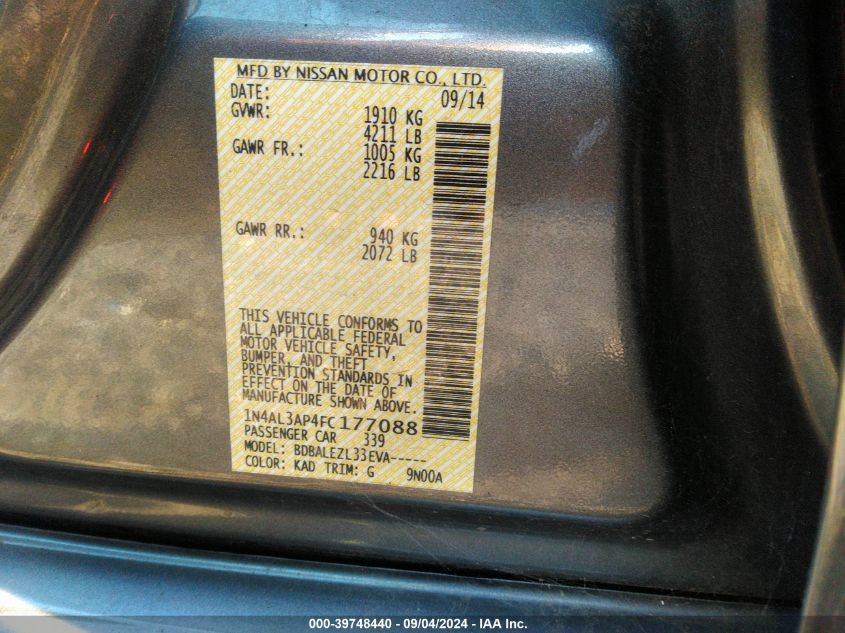 MFD BY NISSAN MOTOR CO., LTD.
DATE: 09/14
GVWR: 1910 KG
4211 LB
GAWR FR.: 1005 KG
2216 LB
GAWR RR.: 940 KG
2072 LB
THIS VEHICLE CONFORMS TO
ALL APPLICABLE FEDERAL
MOTOR VEHICLE SAFETY,
BUMPER, AND THEFT
PREVENTION STANDARDS IN
EFFECT ON THE DATE OF
MANUFACTURE SHOWN ABOVE.
1N4AL3AP4FC177088
PASSENGER CAR 339
MODEL: BDBALEZL33EVA-----
COLOR: KAD TRIM: G 9N00A
000-39748440 - 09/04/2024 - IAA Inc.